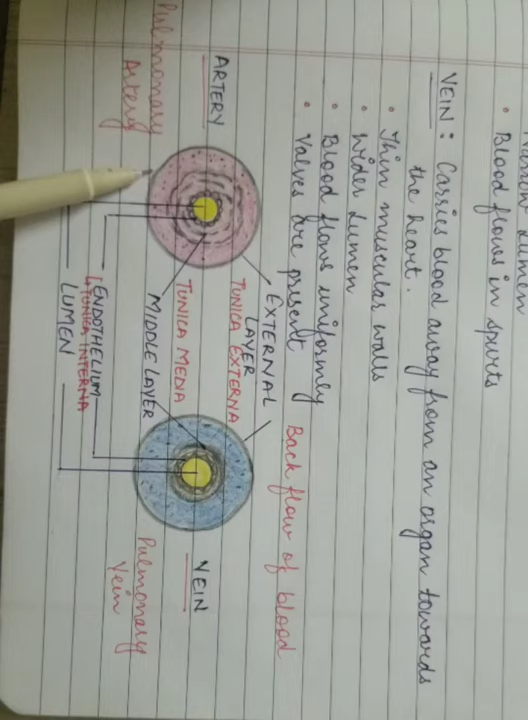 Narrow Lumen
• Blood flows in spurts
VEIN : Carries blood away from an organ towards
the heart.
• Thin muscular walls
• Wider Lumen
• Blood flows uniformly
• Valves are present Back flow of blood
EXTERNAL
LAYER
TUNICA EXTERNA
ARTERY
VEIN
TUNICA MEDIA
MIDDLE LAYER
Pulmonary
Artery
Pulmonary
Vein
ENDOTHELIUM
TUNICA INTERNA
LUMEN